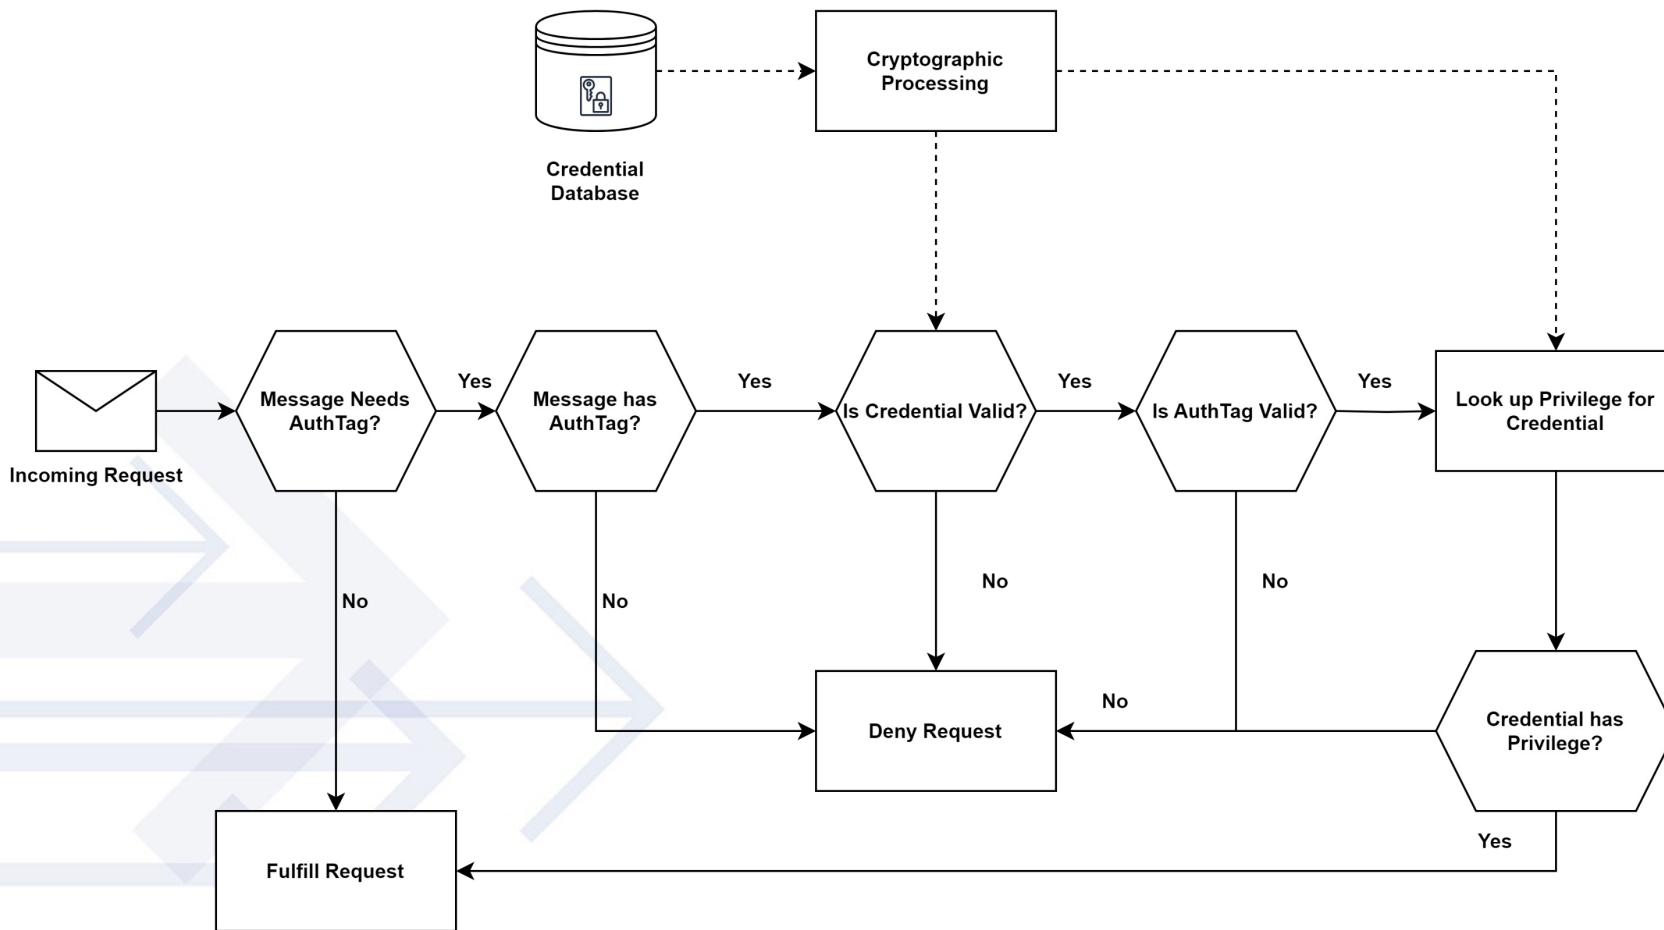 Cryptographic
Processing
Credential
Database
Incoming Request
Message Needs
AuthTag?
Yes
Message has
AuthTag?
Yes
Is Credential Valid?
Yes
Is AuthTag Valid?
Yes
Look up Privilege for
Credential
No
No
No
No
Deny Request
No
Credential has
Privilege?
Yes
Fulfill Request